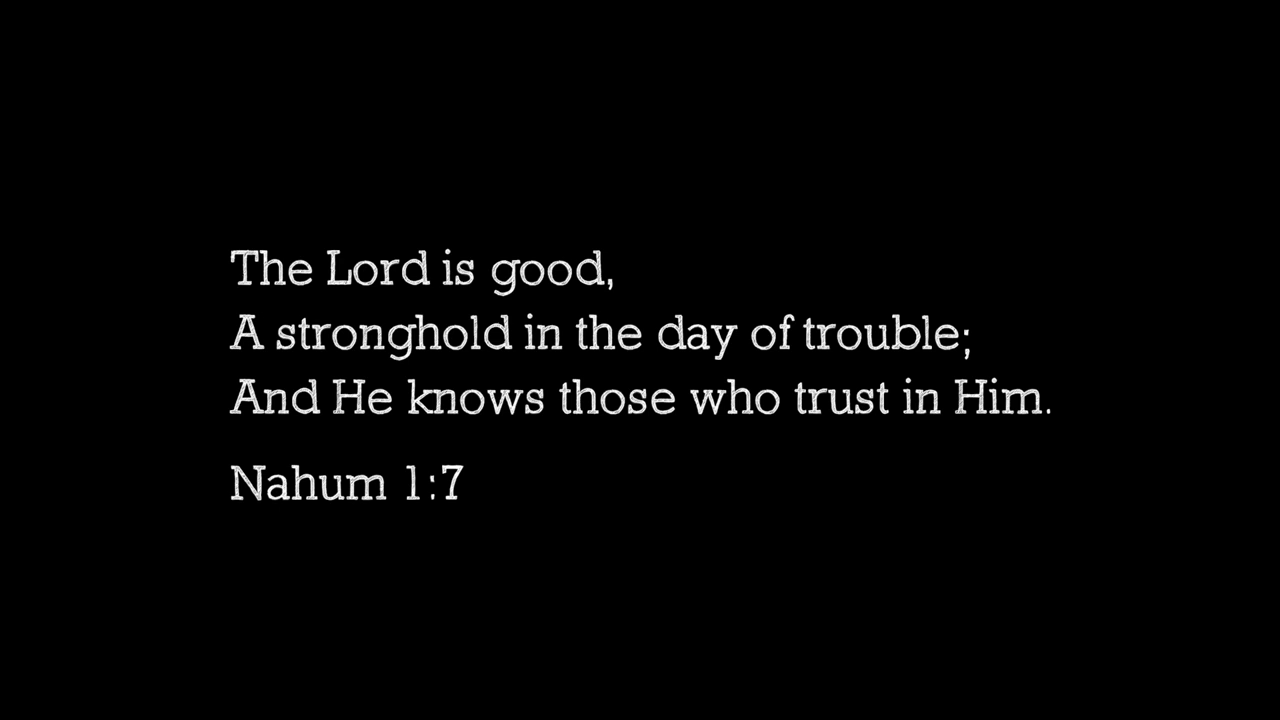 The Lord is good,
A stronghold in the day of trouble;
And He knows those who trust in Him.
Nahum 1:7